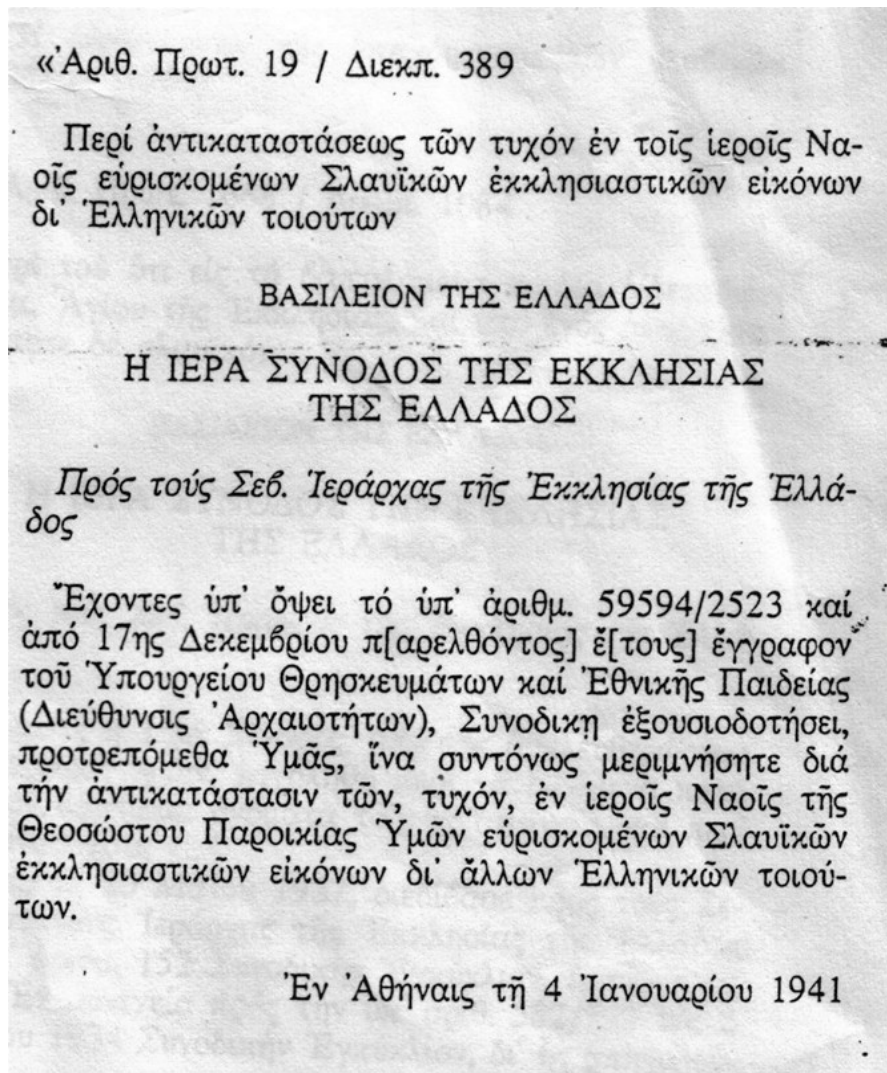 «Ἀριθ. Πρωτ. 19 / Διεκπ. 389
Περί ἀντικαταστάσεως τῶν τυχόν ἐν τοῖς ἱεροῖς Να-
οῖς εὑρισκομένων Σλαυϊκῶν ἐκκλησιαστικῶν εἰκόνων
δι' Ἑλληνικῶν τοιούτων
ΒΑΣΙΛΕΙΟΝ ΤΗΣ ΕΛΛΑΔΟΣ
Η ΙΕΡΑ ΣΥΝΟΔΟΣ ΤΗΣ ΕΚΚΛΗΣΙΑΣ
ΤΗΣ ΕΛΛΑΔΟΣ
Πρός τούς Σεβ. Ἱεράρχας τῆς Ἐκκλησίας τῆς Ἑλλά-
δος
Ἔχοντες ὑπ' ὄψει τό ὑπ' ἀριθμ. 59594/2523 καί
ἀπό 17ης Δεκεμβρίου π[αρελθόντος] ἔ[τους] ἔγγραφον
τοῦ Ὑπουργείου Θρησκευμάτων καί Ἐθνικῆς Παιδείας
(Διεύθυνσις Ἀρχαιοτήτων), Συνοδικη ἐξουσιοδοτήσει,
προτρεπόμεθα Ὑμᾶς, ἵνα συντόνως μεριμνήσητε διά
τήν ἀντικατάστασιν τῶν, τυχόν, ἐν ἱεροῖς Ναοῖς τῆς
Θεοσώστου Παροικίας Ὑμῶν εὑρισκομένων Σλαυϊκῶν
ἐκκλησιαστικῶν εἰκόνων δι' ἄλλων Ἑλληνικῶν τοιού-
των.
Ἐν Ἀθήναις τῇ 4 Ἰανουαρίου 1941